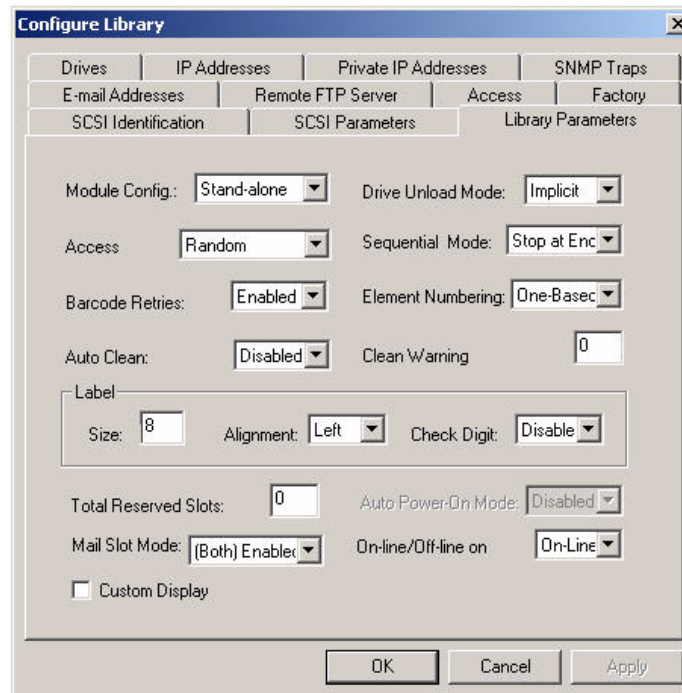 Configure Library
Drives IP Addresses Private IP Addresses SNMP Traps
E-mail Addresses Remote FTP Server Access Factory
SCSI Identification SCSI Parameters Library Parameters
Module Config.: Stand-alone Drive Unload Mode: Implicit
Access Random Sequential Mode: Stop at Enc
Barcode Retries: Enabled Element Numbering: One-Based
Auto Clean: Disabled Clean Warning 0
Label
Size: 8 Alignment: Left Check Digit: Disable
Total Reserved Slots: 0 Auto Power-On Mode: Disabled
Mail Slot Mode: (Both) Enabled On-line/Off-line on On-Line
Custom Display
OK Cancel Apply